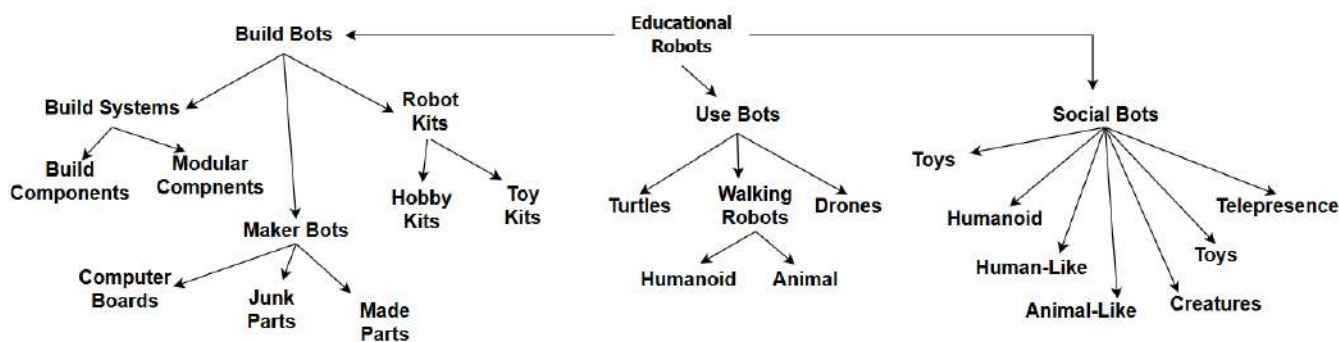 Educational
Robots
Build Bots
Build Systems
Robot
Kits
Use Bots
Social Bots
Build
Components
Modular
Compnents
Hobby
Kits
Toy
Kits
Maker Bots
Computer
Boards
Junk
Parts
Made
Parts
Turtles
Walking
Robots
Drones
Humanoid
Animal
Toys
Humanoid
Human-Like
Animal-Like
Creatures
Toys
Telepresence